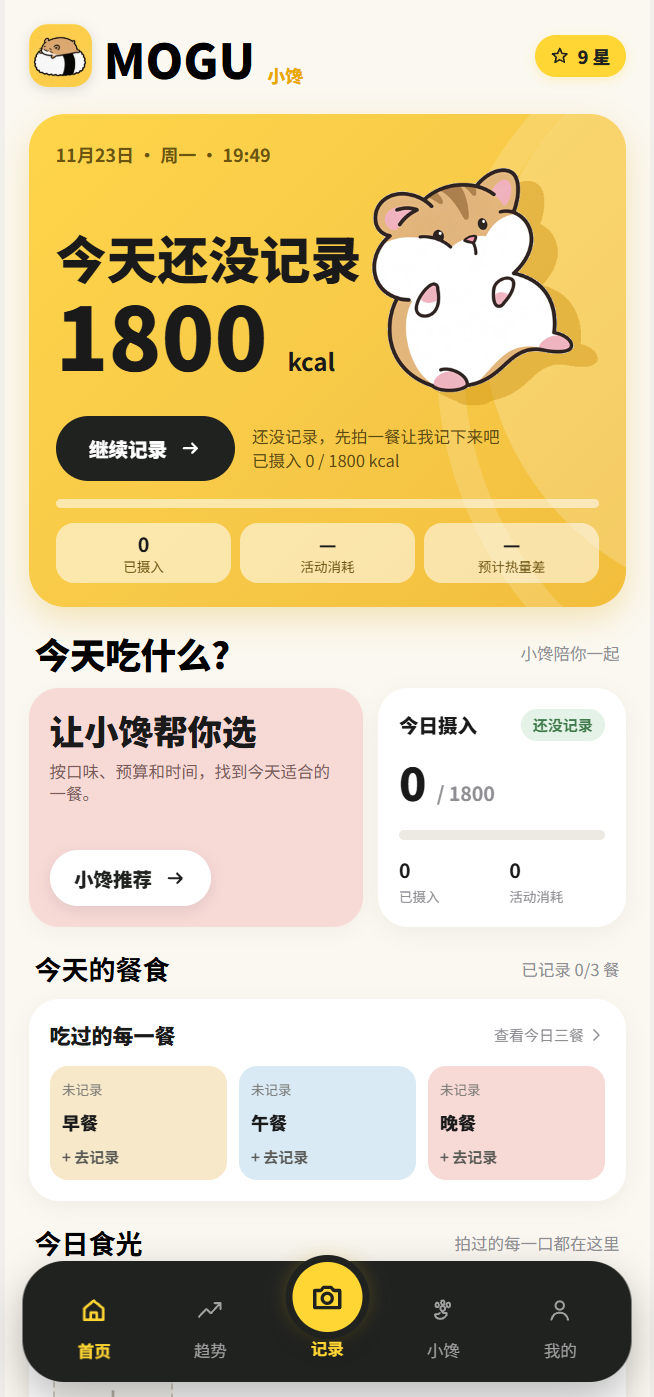 MOGU 小馋
9 星
11月23日 • 周一 • 19:49
今天还没记录
1800 kcal
继续记录 →
还没记录，先拍一餐让我记下来吧
已摄入 0 / 1800 kcal
0 — —
已摄入 活动消耗 预计热量差
今天吃什么? 小馋陪你一起
让小馋帮你选
按口味、预算和时间，找到今天适合的
一餐。
小馋推荐 →
今日摄入 还没记录
0 / 1800
0 0
已摄入 活动消耗
今天的餐食 已记录 0/3 餐
吃过的每一餐 查看今日三餐 >
未记录 未记录 未记录
早餐 午餐 晚餐
+ 去记录 + 去记录 + 去记录
今日食光 拍过的每一口都在这里
首页 趋势 记录 小馋 我的